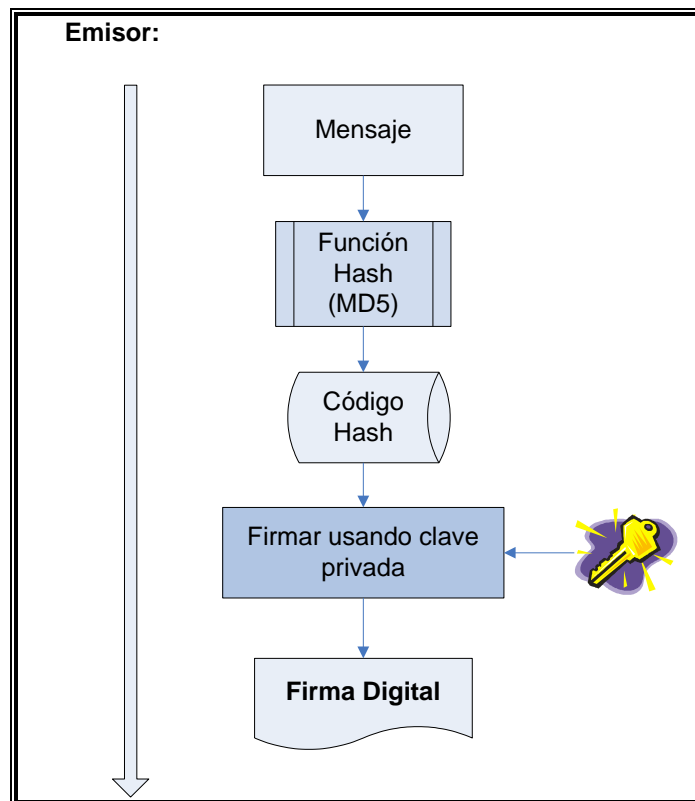 Emisor:
Mensaje
Función
Hash
(MD5)
Código
Hash
Firmar usando clave
privada
Firma Digital